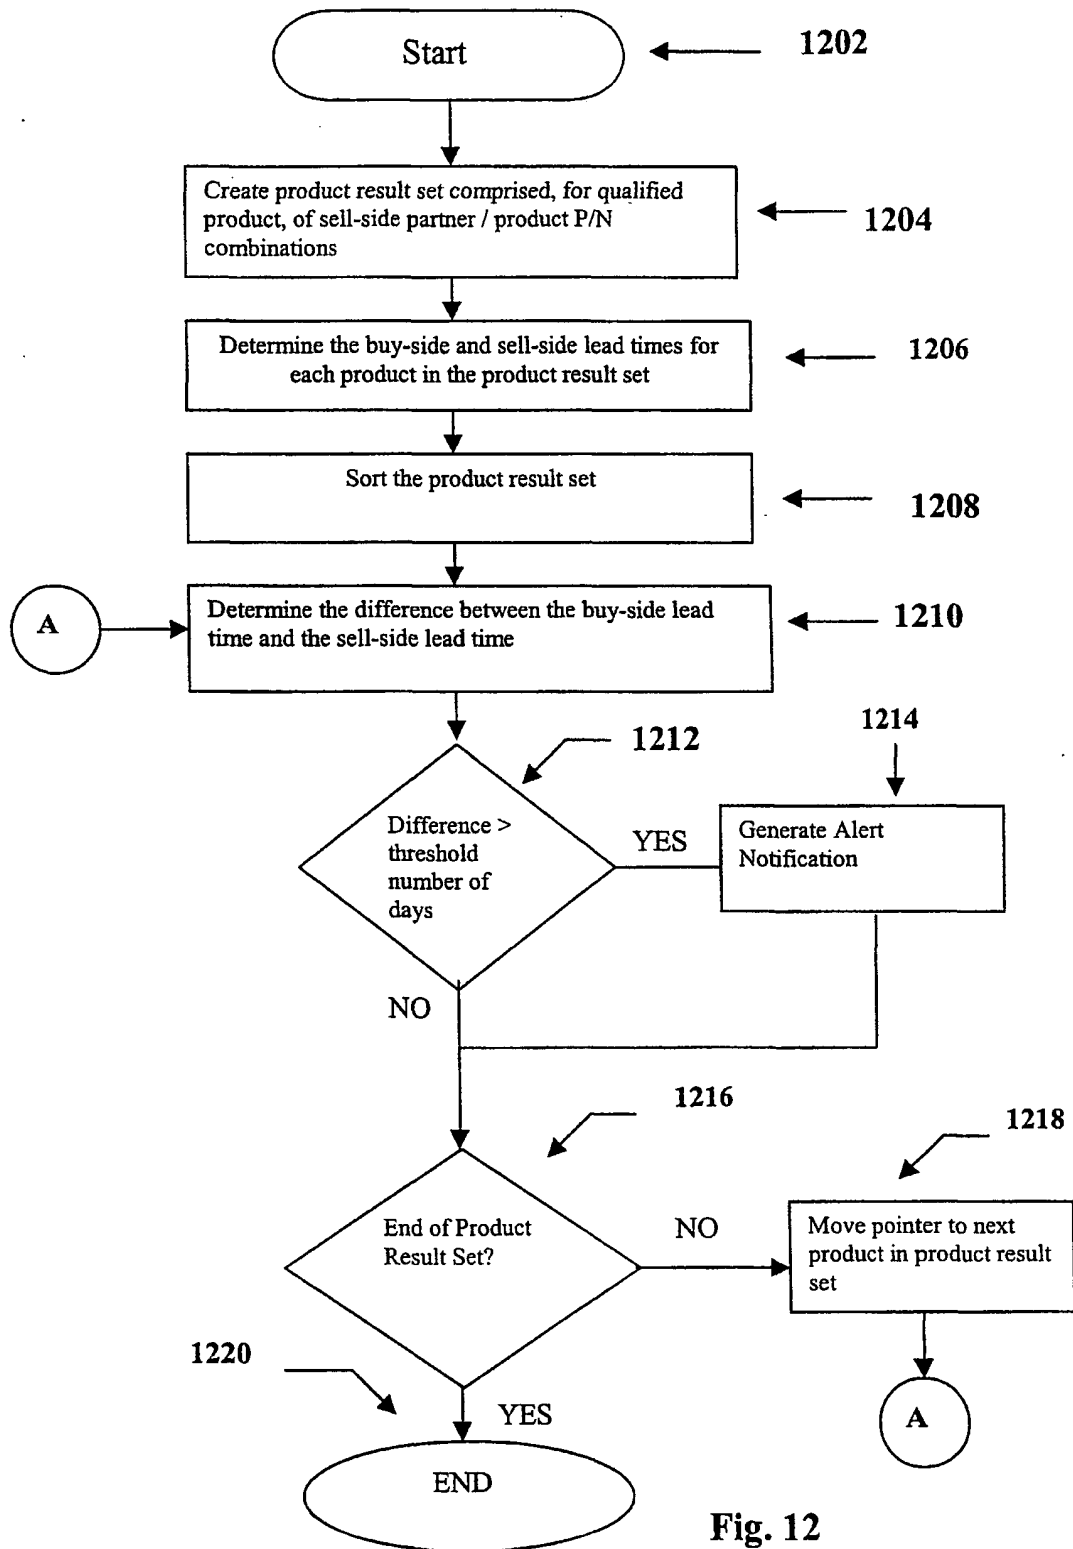 Start
1202
Create product result set comprised, for qualified
product, of sell-side partner / product P/N
combinations
1204
Determine the buy-side and sell-side lead times for
each product in the product result set
1206
Sort the product result set
1208
A
Determine the difference between the buy-side lead
time and the sell-side lead time
1210
1212
1214
Difference >
threshold
number of
days
YES
Generate Alert
Notification
NO
1216
1218
End of Product
Result Set?
NO
Move pointer to next
product in product result
set
1220
YES
A
END
Fig. 12